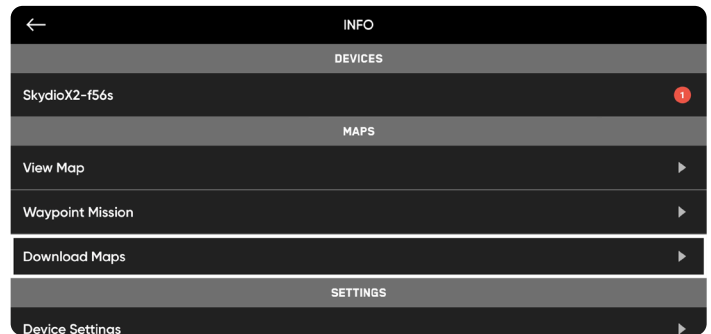 INFO
DEVICES
SkydioX2-f56s
1
MAPS
View Map
Waypoint Mission
Download Maps
SETTINGS
Device Settings